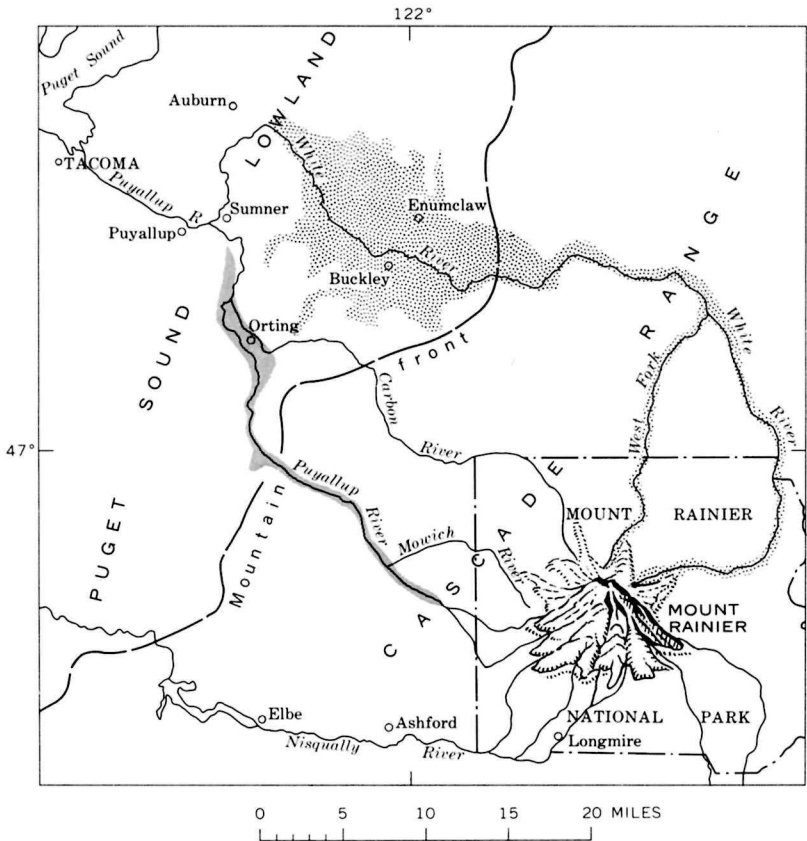 122°
Puget Sound
Auburn
LOWLAND
TACOMA
White
Puyallup R
Sumner
Enumclaw
Puyallup
River
Buckley
RANGE
White
Orting
front
SOUND
Carbon
West Fork
River
47°
River
Puyallup River
CASCADE
MOUNT RAINIER
Mountain
Mowich River
PUGET
MOUNT
RAINIER
Elbe
Ashford
NATIONAL PARK
Nisqually River
Longmire
0 5 10 15 20 MILES